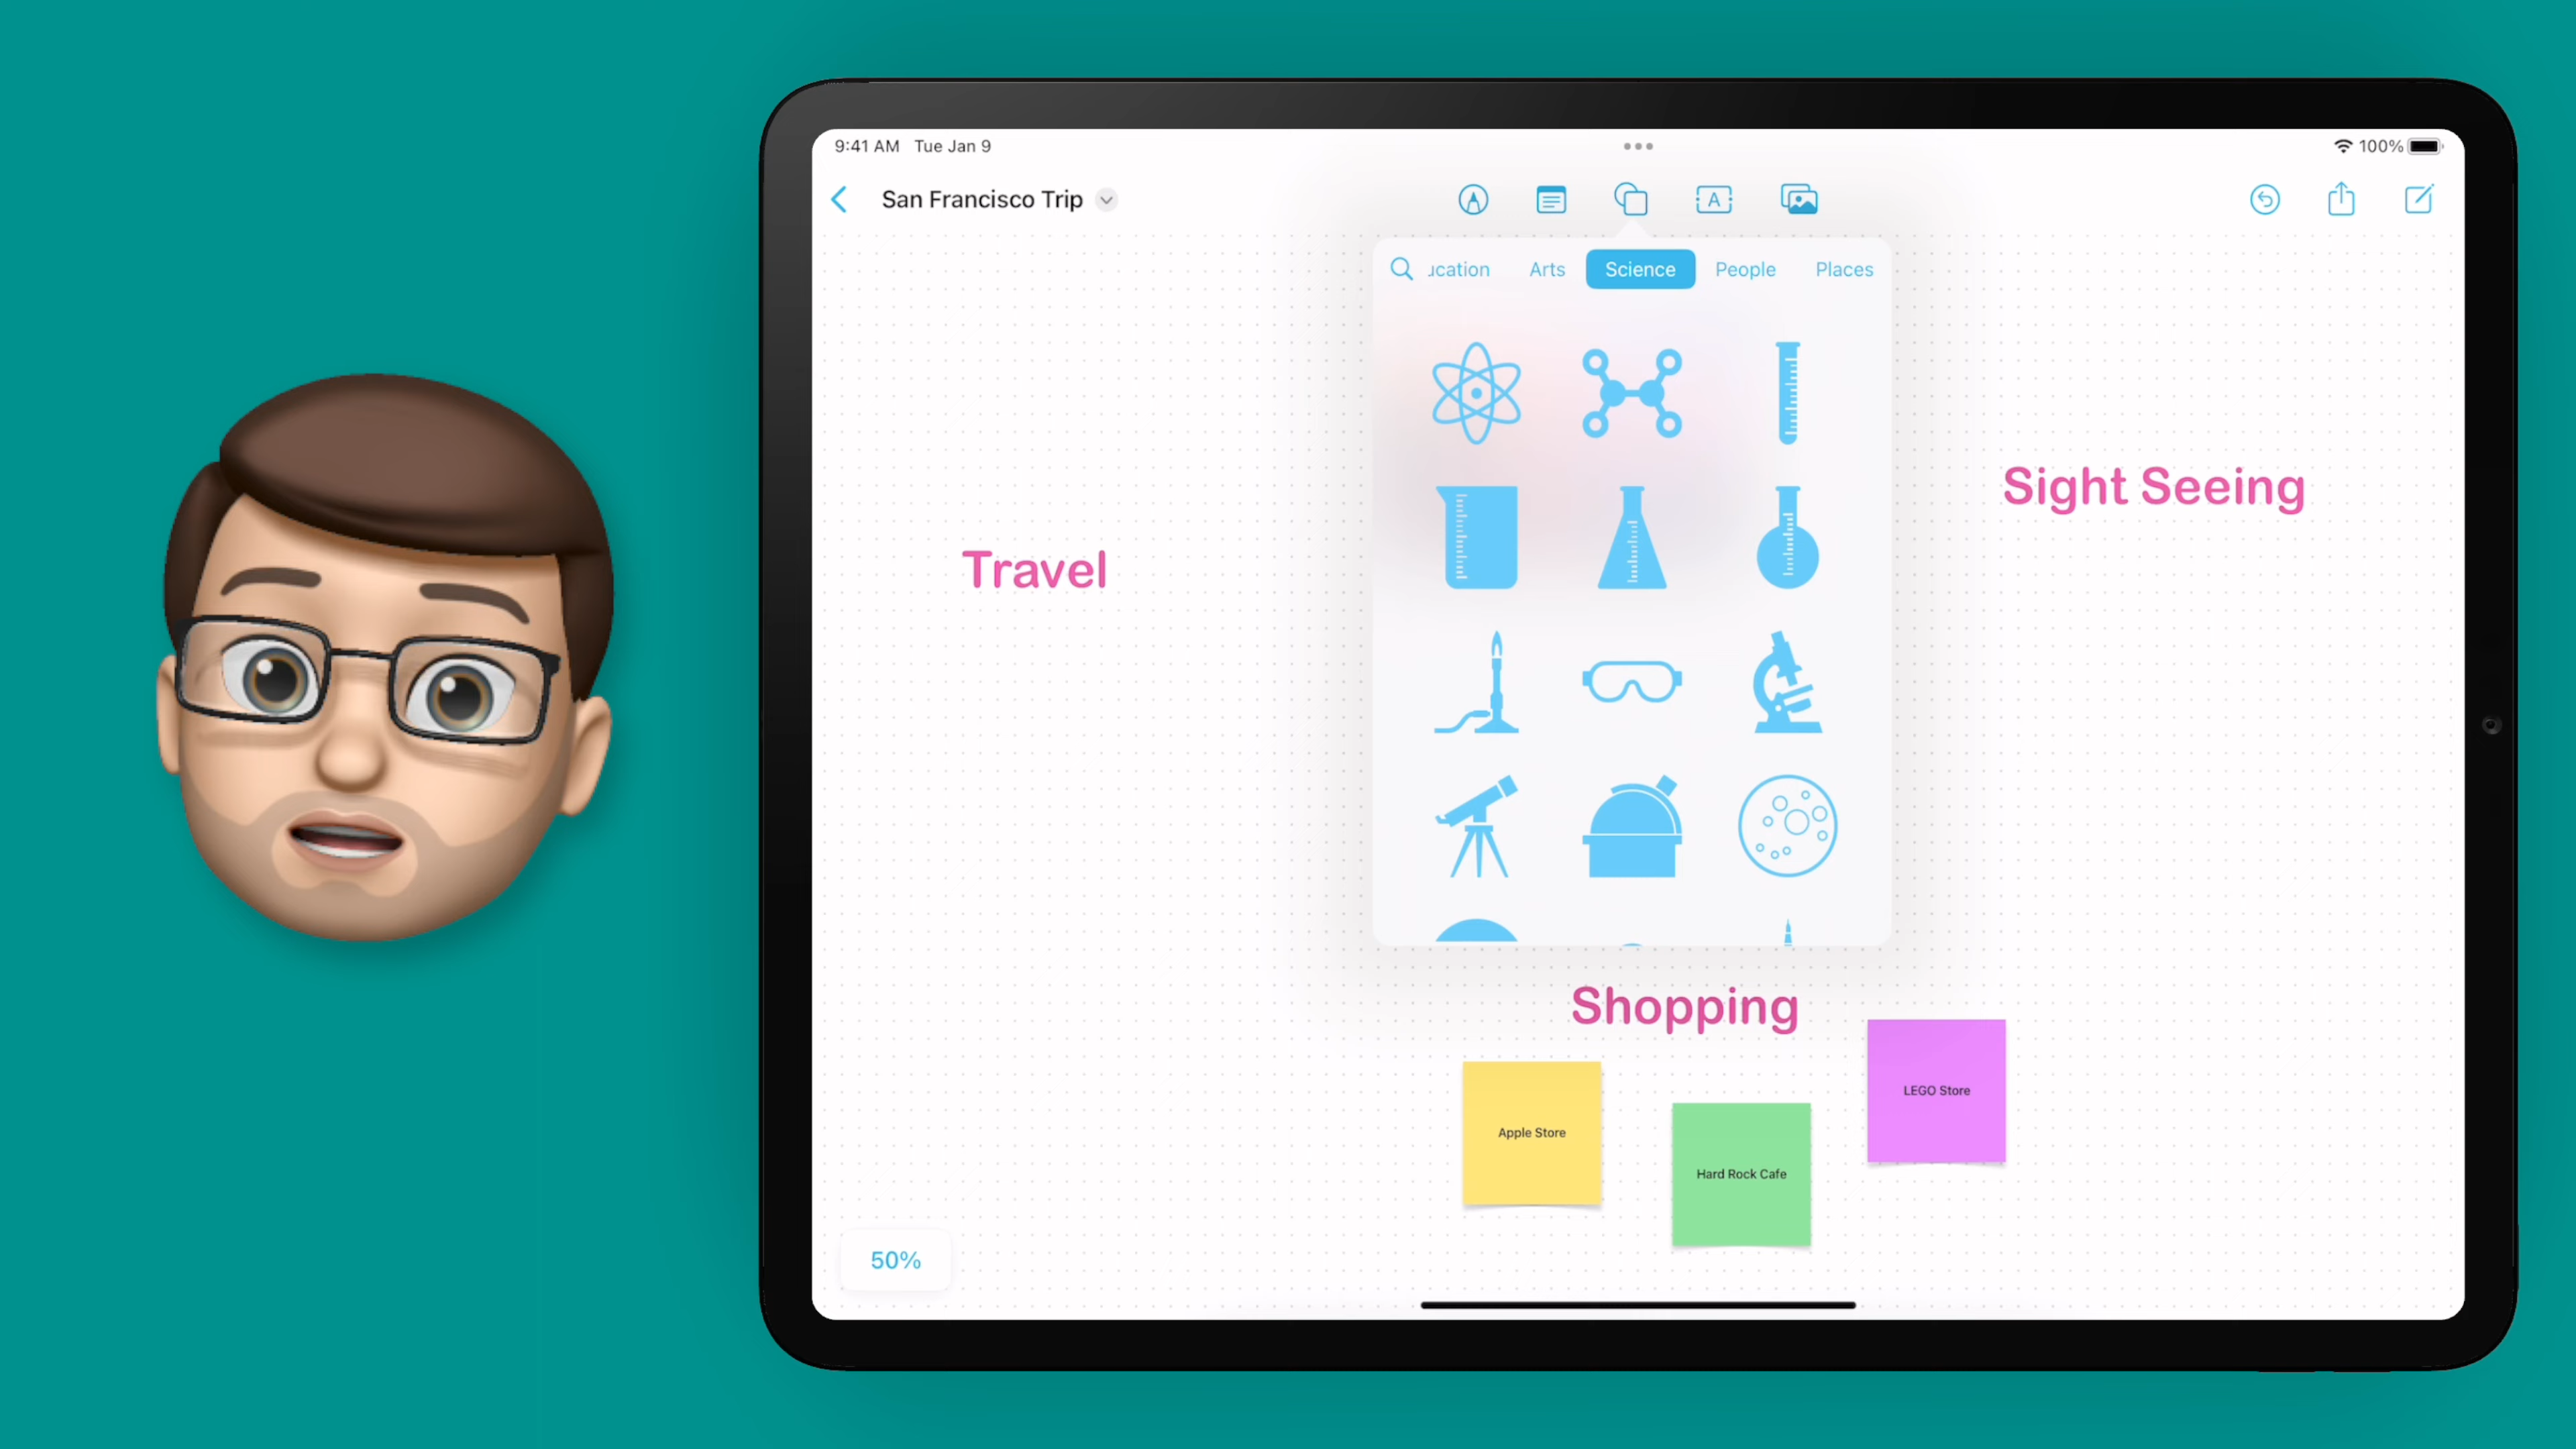 9:41 AM Tue Jan 9
100%
San Francisco Trip
A
ucation Arts Science People Places
Sight Seeing
Travel
Shopping
LEGO Store
Apple Store
Hard Rock Cafe
50%